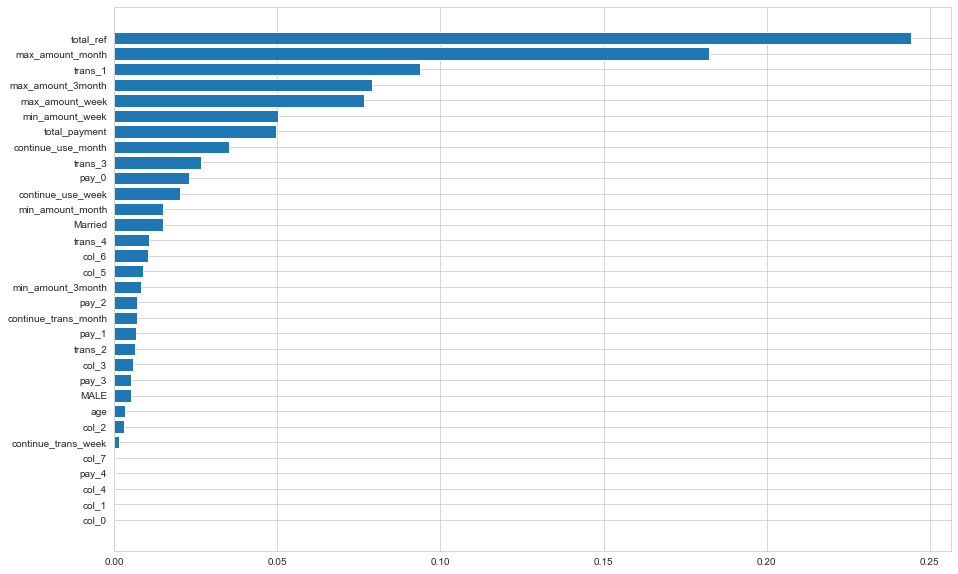 total_ref
max_amount_month
trans_1
max_amount_3month
max_amount_week
min_amount_week
total_payment
continue_use_month
trans_3
pay_0
continue_use_week
min_amount_month
Married
trans_4
col_6
col_5
min_amount_3month
pay_2
continue_trans_month
pay_1
trans_2
col_3
pay_3
MALE
age
col_2
continue_trans_week
col_7
pay_4
col_4
col_1
col_0
0.00 0.05 0.10 0.15 0.20 0.25